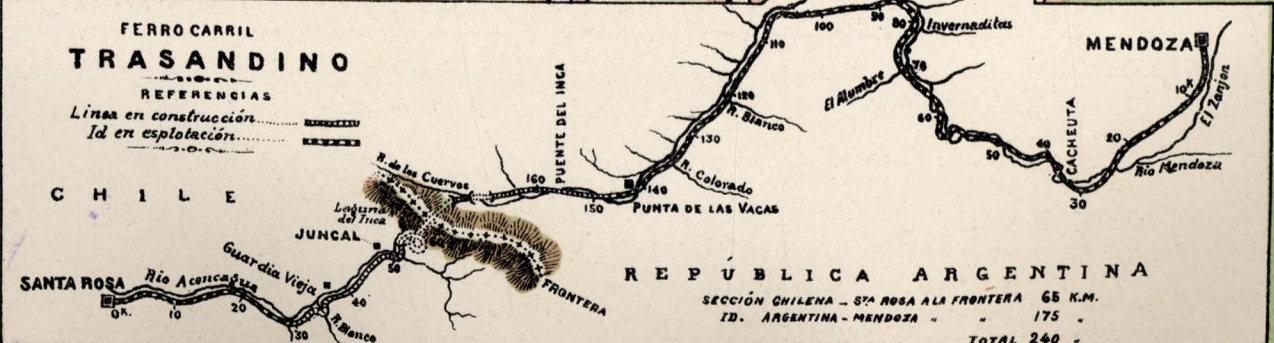 FERRO CARRIL
TRASANDINO
REFERENCIAS
Linea en construcción
Id en esplotación
CHILE
R. de los Cuervos
Laguna
del Inca
JUNCAL
Guardia Vieja
SANTA ROSA
Rio Aconcagua
0K.
10
20
30
R. Blanco
40
50
FRONTERA
160
PUENTE DEL INCA
150
140
PUNTA DE LAS VACAS
R. Colorado
130
R. Blanco
120
110
100
90
80
Invernaditas
El Alumbre
70
60
50
40
CACHEUTA
30
20
Rio Mendoza
10K
El Zanjon
MENDOZA
REPÚBLICA ARGENTINA
SECCIÓN CHILENA - STA ROSA A LA FRONTERA 65 K.M.
ID. ARGENTINA - MENDOZA " " 175 "
TOTAL 240 "